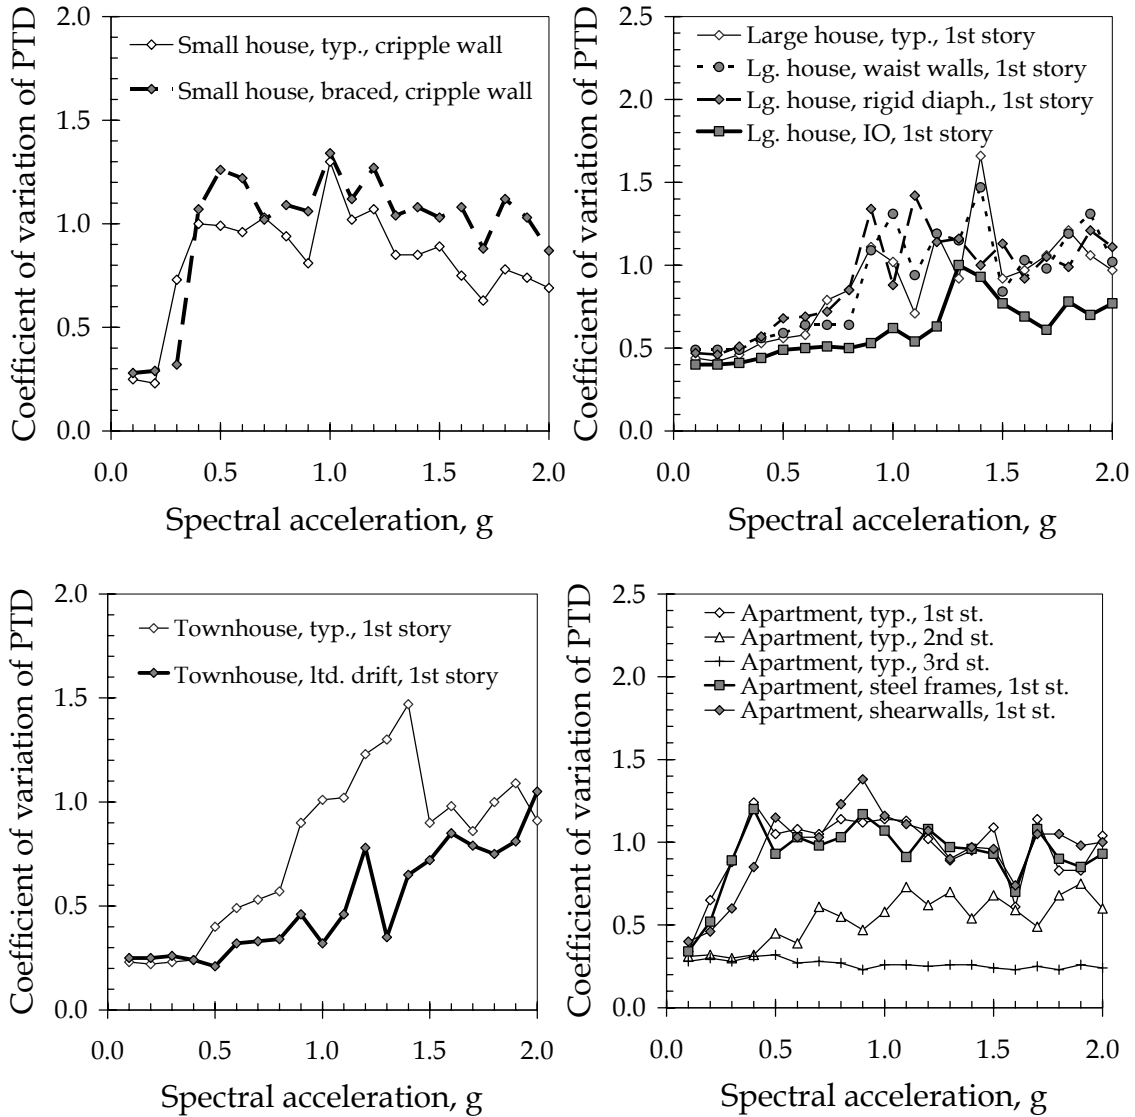 Coefficient of variation of PTD
2.0
1.5
1.0
0.5
0.0
Small house, typ., cripple wall
Small house, braced, cripple wall
0.0 0.5 1.0 1.5 2.0
Spectral acceleration, g
Coefficient of variation of PTD
2.5
2.0
1.5
1.0
0.5
0.0
Large house, typ., 1st story
Lg. house, waist walls, 1st story
Lg. house, rigid diaph., 1st story
Lg. house, IO, 1st story
0.0 0.5 1.0 1.5 2.0
Spectral acceleration, g
Coefficient of variation of PTD
2.0
1.5
1.0
0.5
0.0
Townhouse, typ., 1st story
Townhouse, ltd. drift, 1st story
0.0 0.5 1.0 1.5 2.0
Spectral acceleration, g
Coefficient of variation of PTD
2.5
2.0
1.5
1.0
0.5
0.0
Apartment, typ., 1st st.
Apartment, typ., 2nd st.
Apartment, typ., 3rd st.
Apartment, steel frames, 1st st.
Apartment, shearwalls, 1st st.
0.0 0.5 1.0 1.5 2.0
Spectral acceleration, g